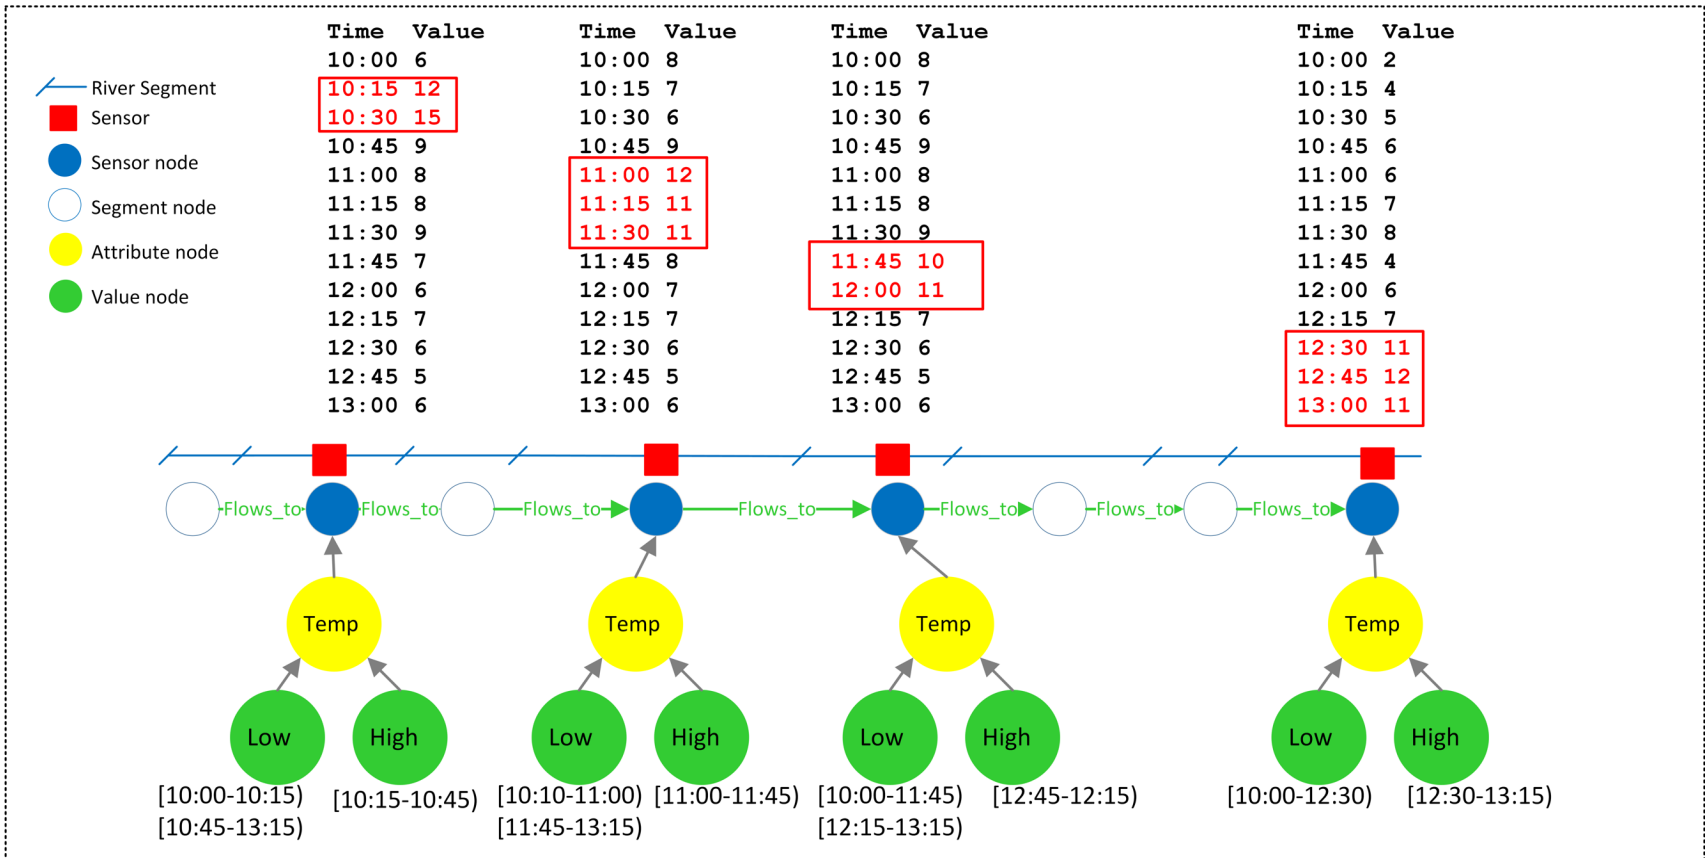 Time Value
10:00 6
10:15 12
10:30 15
10:45 9
11:00 8
11:15 8
11:30 9
11:45 7
12:00 6
12:15 7
12:30 6
12:45 5
13:00 6
Time Value
10:00 8
10:15 7
10:30 6
10:45 9
11:00 12
11:15 11
11:30 11
11:45 8
12:00 7
12:15 7
12:30 6
12:45 5
13:00 6
Time Value
10:00 8
10:15 7
10:30 6
10:45 9
11:00 8
11:15 8
11:30 9
11:45 10
12:00 11
12:15 7
12:30 6
12:45 5
13:00 6
Time Value
10:00 2
10:15 4
10:30 5
10:45 6
11:00 6
11:15 7
11:30 8
11:45 4
12:00 6
12:15 7
12:30 11
12:45 12
13:00 11
River Segment
Sensor
Sensor node
Segment node
Attribute node
Value node
Flows_to
Flows_to
Flows_to
Flows_to
Flows_to
Flows_to
Flows_to
Temp
Temp
Temp
Temp
Low
High
Low
High
Low
High
Low
High
[10:00-10:15)
[10:45-13:15)
[10:15-10:45)
[10:10-11:00)
[11:45-13:15)
[11:00-11:45)
[10:00-11:45)
[12:15-13:15)
[12:45-12:15)
[10:00-12:30)
[12:30-13:15)